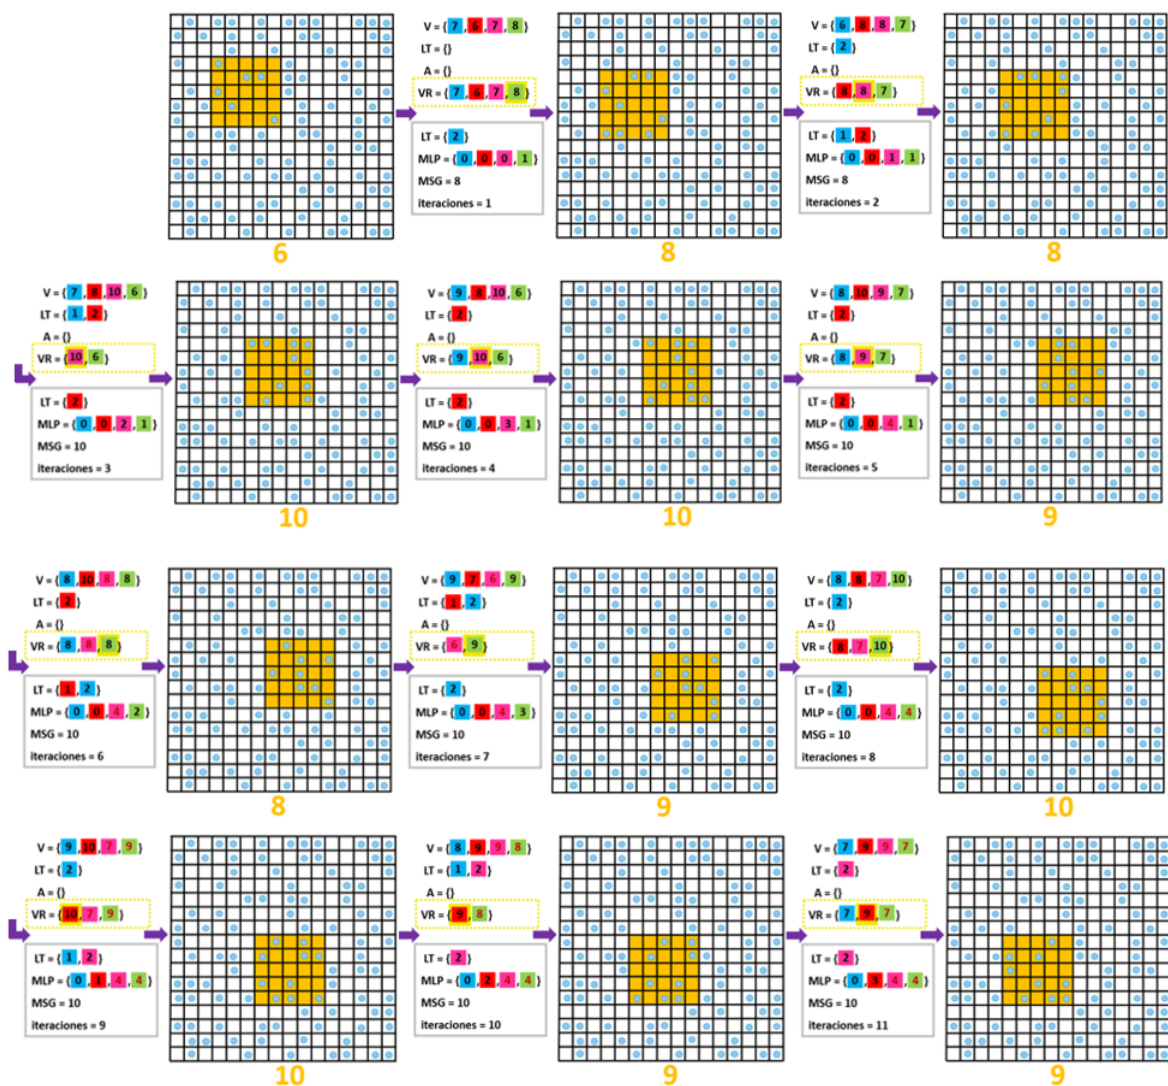 V = {7,6,7,8}
LT = {}
A = {}
VR = {7,6,7,8}
LT = {2}
MLP = {0,0,0,1}
MSG = 8
iteraciones = 1
V = {6,8,8,7}
LT = {2}
A = {}
VR = {8,8,7}
LT = {1,2}
MLP = {0,0,1,1}
MSG = 8
iteraciones = 2
6
8
8
V = {7,8,10,6}
LT = {1,2}
A = {}
VR = {10,6}
LT = {2}
MLP = {0,0,2,1}
MSG = 10
iteraciones = 3
V = {9,8,10,6}
LT = {2}
A = {}
VR = {9,10,6}
LT = {2}
MLP = {0,0,3,1}
MSG = 10
iteraciones = 4
V = {8,10,9,7}
LT = {2}
A = {}
VR = {8,9,7}
LT = {2}
MLP = {0,0,4,1}
MSG = 10
iteraciones = 5
10
10
9
V = {8,10,8,8}
LT = {2}
A = {}
VR = {8,8,8}
LT = {1,2}
MLP = {0,0,4,2}
MSG = 10
iteraciones = 6
V = {9,7,6,9}
LT = {1,2}
A = {}
VR = {6,9}
LT = {2}
MLP = {0,0,4,3}
MSG = 10
iteraciones = 7
V = {8,8,7,10}
LT = {2}
A = {}
VR = {8,7,10}
LT = {2}
MLP = {0,0,4,4}
MSG = 10
iteraciones = 8
8
9
10
V = {9,10,7,9}
LT = {2}
A = {}
VR = {10,7,9}
LT = {1,2}
MLP = {0,1,4,4}
MSG = 10
iteraciones = 9
V = {8,9,9,8}
LT = {1,2}
A = {}
VR = {9,8}
LT = {2}
MLP = {0,2,4,4}
MSG = 10
iteraciones = 10
V = {7,9,9,7}
LT = {2}
A = {}
VR = {7,9,7}
LT = {2}
MLP = {0,3,4,4}
MSG = 10
iteraciones = 11
10
9
9